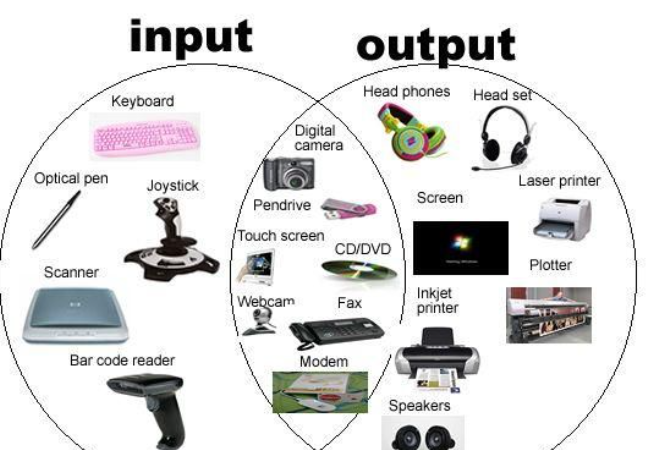 input
output
Keyboard
Optical pen
Joystick
Scanner
Bar code reader
Digital
camera
Pendrive
Touch screen
CD/DVD
Webcam
Fax
Modem
Head phones
Head set
Screen
Laser printer
Plotter
Inkjet
printer
Speakers